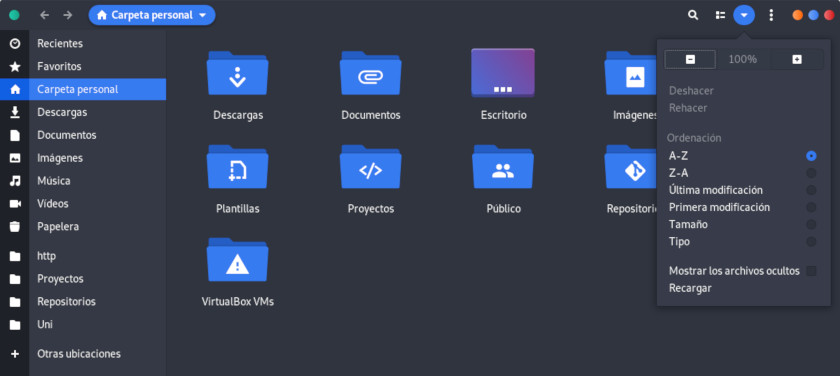 Carpeta personal
Recientes
Favoritos
Carpeta personal
Descargas
Documentos
Imágenes
Música
Vídeos
Papelera
http
Proyectos
Repositorios
Uni
Otras ubicaciones
Descargas
Documentos
Escritorio
Imágenes
Plantillas
Proyectos
Público
Repositorio
VirtualBox VMs
100%
Deshacer
Rehacer
Ordenación
A-Z
Z-A
Última modificación
Primera modificación
Tamaño
Tipo
Mostrar los archivos ocultos
Recargar